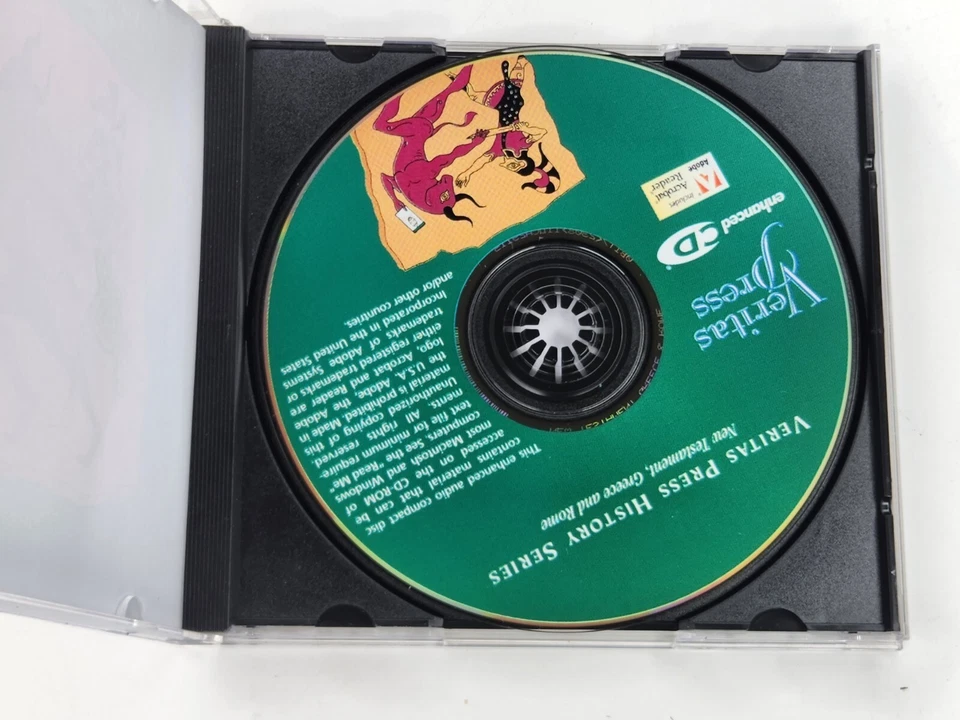 VERITAS PRESS HISTORY SERIES
New Testament, Greece and Rome
Veritas
Press
enhanced CD
Includes
Acrobat®
Reader
Adobe
This enhanced audio compact disc
contains material that can be
accessed on the CD-ROM of
most Macintosh and Windows
computers. See the "Read Me"
text file for minimum require-
ments. All rights reserved.
Unauthorized copying of this
material is prohibited. Made in
the U.S.A. Adobe, the Adobe
logo, Acrobat and Reader are
either registered trademarks or
trademarks of Adobe Systems
Incorporated in the United States
and/or other countries.